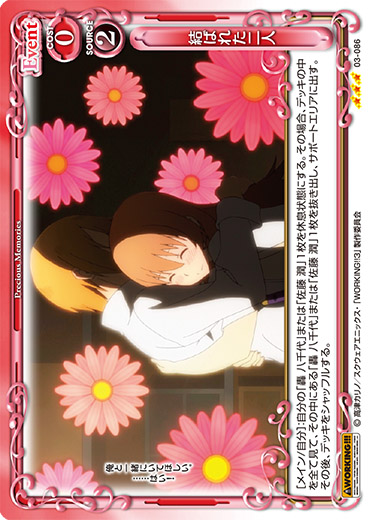 Event
COST
0
SOURCE
2
結ばれた二人
Precious Memories
俺と一緒にいてほしい。
……はい！
[メイン/自分]：自分の「轟 八千代」または「佐藤 潤」1枚を休息状態にする。その場合、デッキの中
を全て見て、その中にある「轟 八千代」または「佐藤 潤」1枚を抜き出し、サポートエリアに出す。
その後、デッキをシャッフルする。
WORKING!!!
© 高津カリノ／スクウェアエニックス・「WORKING!!3」製作委員会
03-086